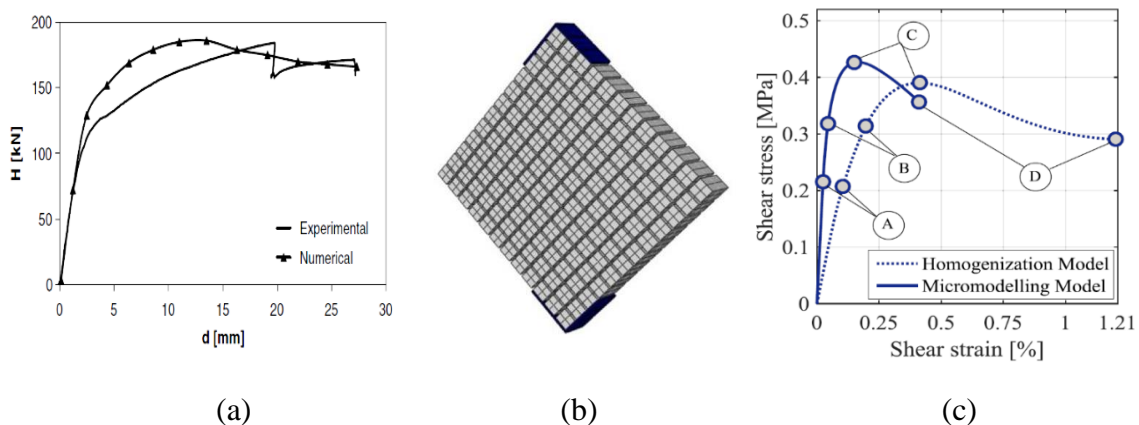 200
150
100
50
0
H [kN]
0 5 10 15 20 25 30
d [mm]
Experimental
Numerical
(a)
(b)
0.5
0.4
0.3
0.2
0.1
0
Shear stress [MPa]
C
B
D
A
Homogenization Model
Micromodelling Model
0 0.25 0.5 0.75 1 1.21
Shear strain [%]
(c)